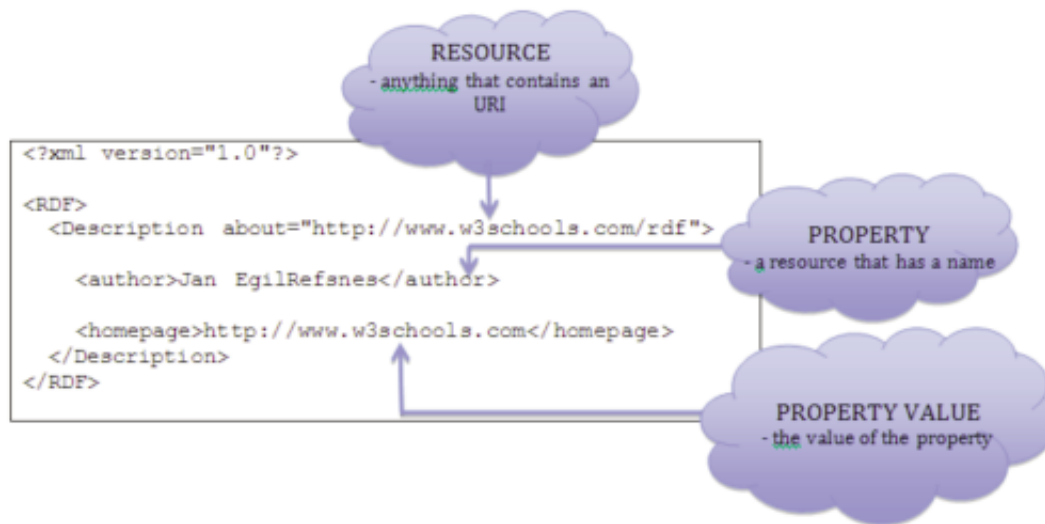 RESOURCE
- anything that contains an
URI
<?xml version="1.0"?>
<RDF>
<Description about="http://www.w3schools.com/rdf">
<author>Jan EgilRefsnes</author>
<homepage>http://www.w3schools.com</homepage>
</Description>
</RDF>
PROPERTY
- a resource that has a name
PROPERTY VALUE
- the value of the property